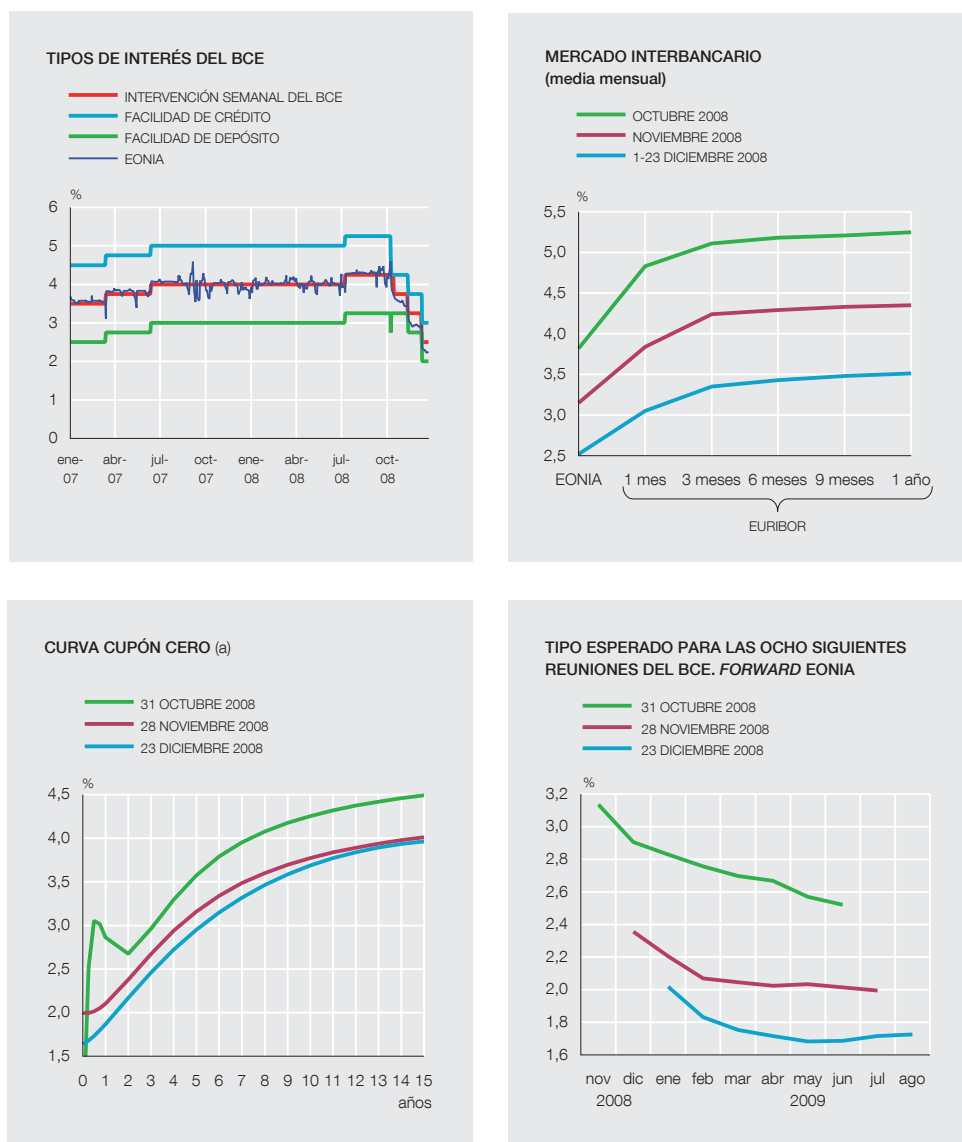 TIPOS DE INTERÉS DEL BCE
INTERVENCIÓN SEMANAL DEL BCE
FACILIDAD DE CRÉDITO
FACILIDAD DE DEPÓSITO
EONIA
%
6
5
4
3
2
1
0
ene- abr- jul- oct- ene- abr- jul- oct-
07 07 07 07 08 08 08 08
MERCADO INTERBANCARIO
(media mensual)
OCTUBRE 2008
NOVIEMBRE 2008
1-23 DICIEMBRE 2008
%
5,5
5,0
4,5
4,0
3,5
3,0
2,5
EONIA 1 mes 3 meses 6 meses 9 meses 1 año
EURIBOR
CURVA CUPÓN CERO (a)
31 OCTUBRE 2008
28 NOVIEMBRE 2008
23 DICIEMBRE 2008
%
4,5
4,0
3,5
3,0
2,5
2,0
1,5
0 1 2 3 4 5 6 7 8 9 10 11 12 13 14 15
años
TIPO ESPERADO PARA LAS OCHO SIGUIENTES
REUNIONES DEL BCE. FORWARD EONIA
31 OCTUBRE 2008
28 NOVIEMBRE 2008
23 DICIEMBRE 2008
%
3,2
3,0
2,8
2,6
2,4
2,2
2,0
1,8
1,6
nov dic ene feb mar abr may jun jul ago
2008 2009